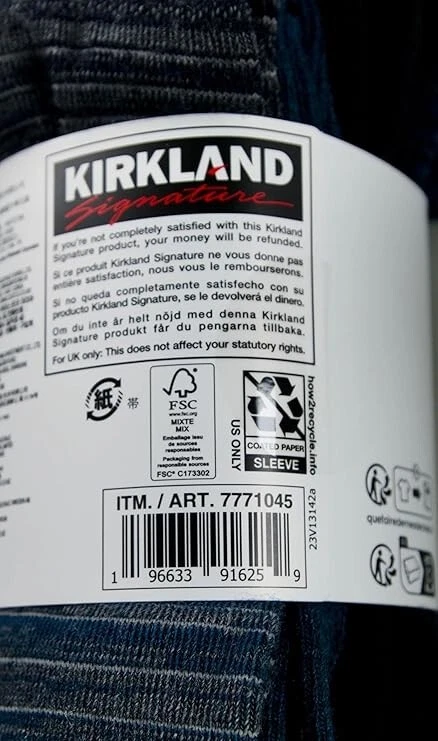 KIRKLAND
Signature
If you're not completely satisfied with this Kirkland
Signature product, your money will be refunded.
Si ce produit Kirkland Signature ne vous donne pas
entière satisfaction, nous vous le rembourserons.
Si no queda completamente satisfecho con su
producto Kirkland Signature, se le devolverá el dinero.
Om du inte är helt nöjd med denna Kirkland
Signature produkt får du pengarna tillbaka.
For UK only: This does not affect your statutory rights.
紙
帯
FSC
www.fsc.org
MIXTE
MIX
Emballage issu
de sources
responsables
Packaging from
responsible sources
FSC® C173302
US ONLY
COATED PAPER
SLEEVE
how2recycle.info
23V13142a
ITM. / ART. 7771045
1 96633 91625 9